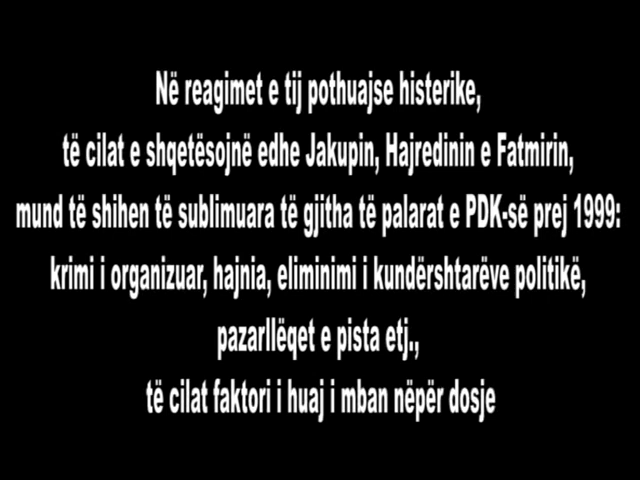 Në reagimet e tij pothuajse histerike,
të cilat e shqetësojnë edhe Jakupin, Hajredinin e Fatmirin,
mund të shihen të sublimuara të gjitha të palarat e PDK-së prej 1999:
krimi i organizuar, hajnia, eliminimi i kundërshtarëve politikë,
pazarllëqet e pista etj.,
të cilat faktori i huaj i mban nëpër dosje